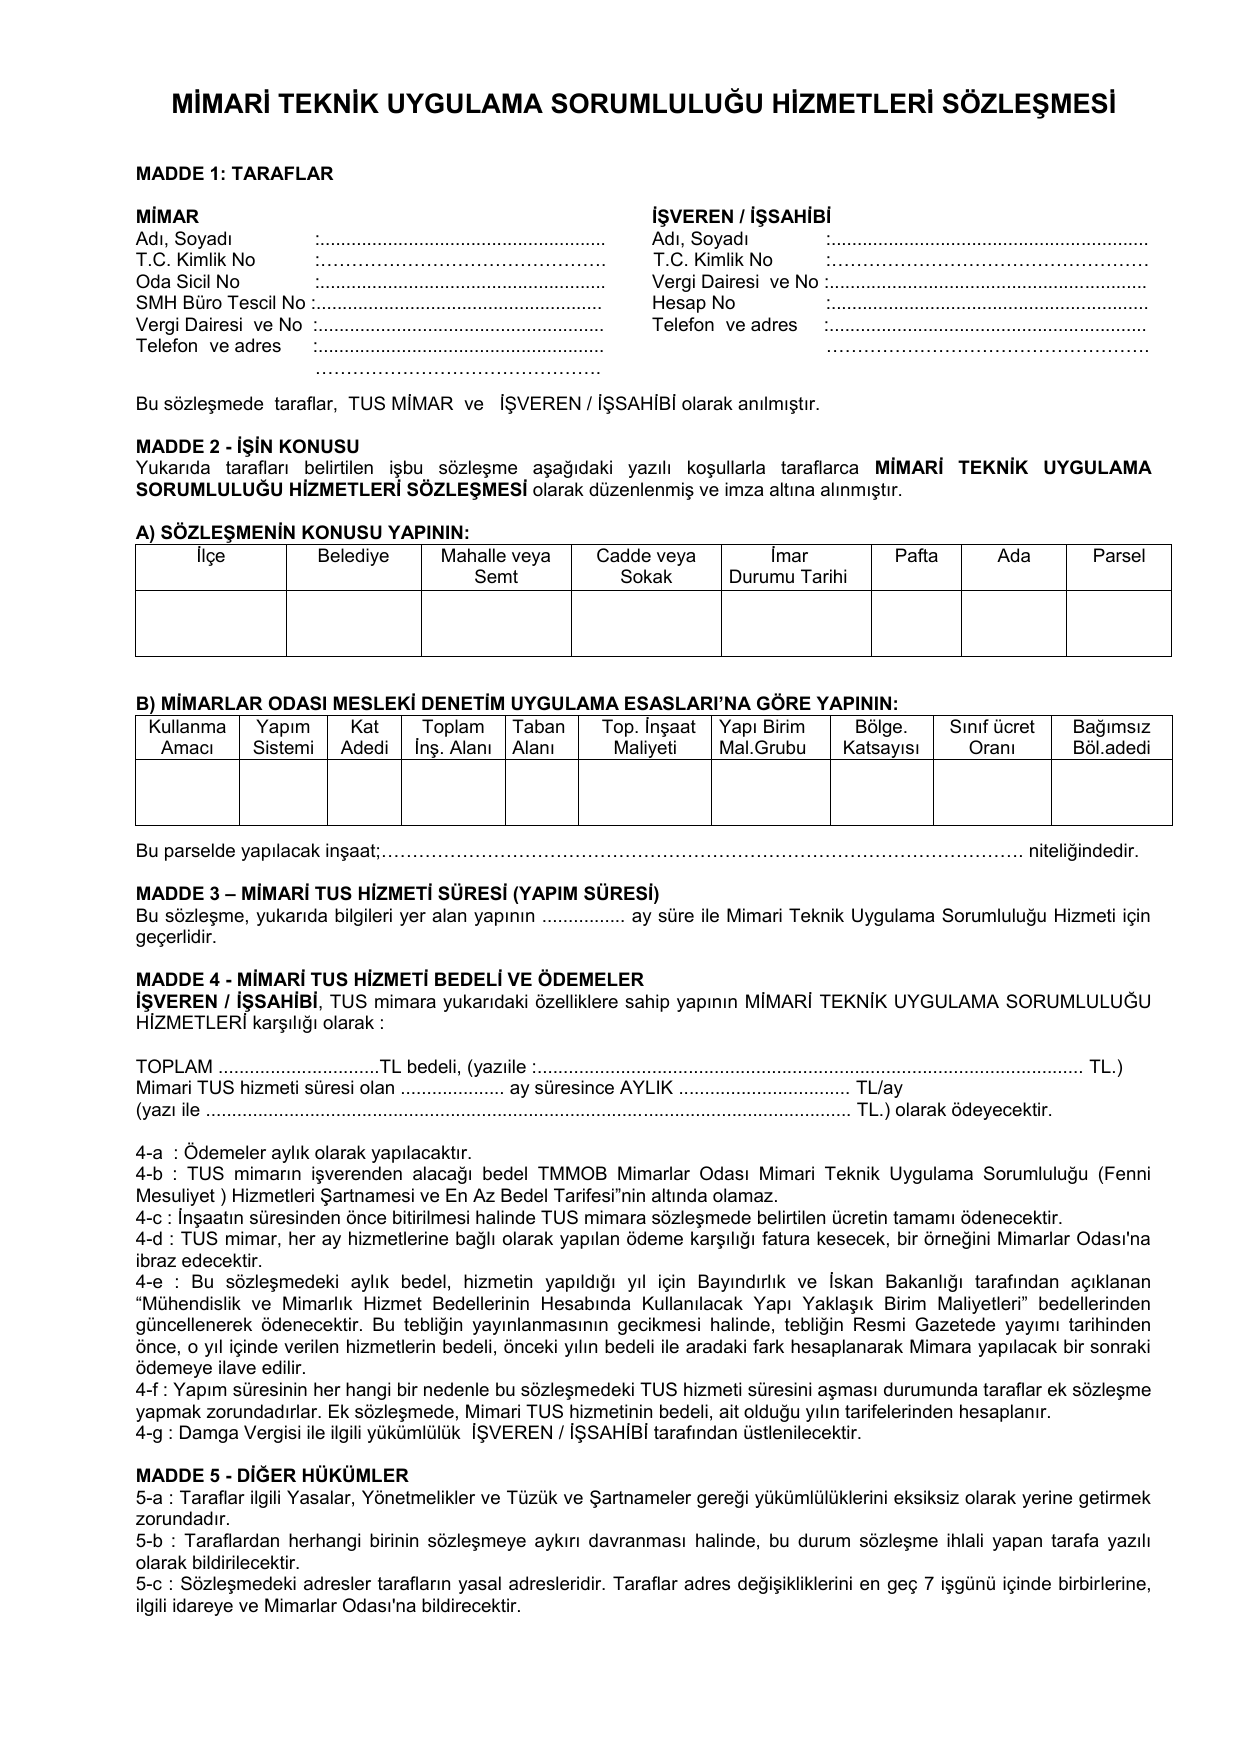 MİMARİ TEKNİK UYGULAMA SORUMLULUĞU HİZMETLERİ SÖZLEŞMESİ
MADDE 1: TARAFLAR
MİMAR
Adı, Soyadı :.......................................................
T.C. Kimlik No :……………………………………….
Oda Sicil No :.......................................................
SMH Büro Tescil No :.......................................................
Vergi Dairesi ve No :.......................................................
Telefon ve adres :.......................................................
……………………………………….
İŞVEREN / İŞSAHİBİ
Adı, Soyadı :.............................................................
T.C. Kimlik No :……………………………………………
Vergi Dairesi ve No :.............................................................
Hesap No :.............................................................
Telefon ve adres :.............................................................
…………………………………………….
Bu sözleşmede taraflar, TUS MİMAR ve İŞVEREN / İŞSAHİBİ olarak anılmıştır.
MADDE 2 - İŞİN KONUSU
Yukarıda tarafları belirtilen işbu sözleşme aşağıdaki yazılı koşullarla taraflarca MİMARİ TEKNİK UYGULAMA
SORUMLULUĞU HİZMETLERİ SÖZLEŞMESİ olarak düzenlenmiş ve imza altına alınmıştır.
A) SÖZLEŞMENİN KONUSU YAPININ:
İlçe Belediye Mahalle veya Cadde veya İmar Pafta Ada Parsel
Semt Sokak Durumu Tarihi
B) MİMARLAR ODASI MESLEKİ DENETİM UYGULAMA ESASLARI’NA GÖRE YAPININ:
Kullanma Yapım Kat Toplam Taban Top. İnşaat Yapı Birim Bölge. Sınıf ücret Bağımsız
Amacı Sistemi Adedi İnş. Alanı Alanı Maliyeti Mal.Grubu Katsayısı Oranı Böl.adedi
Bu parselde yapılacak inşaat;…………………………………………………………………………………………. niteliğindedir.
MADDE 3 – MİMARİ TUS HİZMETİ SÜRESİ (YAPIM SÜRESİ)
Bu sözleşme, yukarıda bilgileri yer alan yapının ................ ay süre ile Mimari Teknik Uygulama Sorumluluğu Hizmeti için
geçerlidir.
MADDE 4 - MİMARİ TUS HİZMETİ BEDELİ VE ÖDEMELER
İŞVEREN / İŞSAHİBİ, TUS mimara yukarıdaki özelliklere sahip yapının MİMARİ TEKNİK UYGULAMA SORUMLULUĞU
HİZMETLERİ karşılığı olarak :
TOPLAM ...............................TL bedeli, (yazıile :......................................................................................................... TL.)
Mimari TUS hizmeti süresi olan .................... ay süresince AYLIK ................................. TL/ay
(yazı ile ............................................................................................................................ TL.) olarak ödeyecektir.
4-a : Ödemeler aylık olarak yapılacaktır.
4-b : TUS mimarın işverenden alacağı bedel TMMOB Mimarlar Odası Mimari Teknik Uygulama Sorumluluğu (Fenni
Mesuliyet ) Hizmetleri Şartnamesi ve En Az Bedel Tarifesi”nin altında olamaz.
4-c : İnşaatın süresinden önce bitirilmesi halinde TUS mimara sözleşmede belirtilen ücretin tamamı ödenecektir.
4-d : TUS mimar, her ay hizmetlerine bağlı olarak yapılan ödeme karşılığı fatura kesecek, bir örneğini Mimarlar Odası'na
ibraz edecektir.
4-e : Bu sözleşmedeki aylık bedel, hizmetin yapıldığı yıl için Bayındırlık ve İskan Bakanlığı tarafından açıklanan
“Mühendislik ve Mimarlık Hizmet Bedellerinin Hesabında Kullanılacak Yapı Yaklaşık Birim Maliyetleri” bedellerinden
güncellenerek ödenecektir. Bu tebliğin yayınlanmasının gecikmesi halinde, tebliğin Resmi Gazetede yayımı tarihinden
önce, o yıl içinde verilen hizmetlerin bedeli, önceki yılın bedeli ile aradaki fark hesaplanarak Mimara yapılacak bir sonraki
ödemeye ilave edilir.
4-f : Yapım süresinin her hangi bir nedenle bu sözleşmedeki TUS hizmeti süresini aşması durumunda taraflar ek sözleşme
yapmak zorundadırlar. Ek sözleşmede, Mimari TUS hizmetinin bedeli, ait olduğu yılın tarifelerinden hesaplanır.
4-g : Damga Vergisi ile ilgili yükümlülük İŞVEREN / İŞSAHİBİ tarafından üstlenilecektir.
MADDE 5 - DİĞER HÜKÜMLER
5-a : Taraflar ilgili Yasalar, Yönetmelikler ve Tüzük ve Şartnameler gereği yükümlülüklerini eksiksiz olarak yerine getirmek
zorundadır.
5-b : Taraflardan herhangi birinin sözleşmeye aykırı davranması halinde, bu durum sözleşme ihlali yapan tarafa yazılı
olarak bildirilecektir.
5-c : Sözleşmedeki adresler tarafların yasal adresleridir. Taraflar adres değişikliklerini en geç 7 işgünü içinde birbirlerine,
ilgili idareye ve Mimarlar Odası'na bildirecektir.